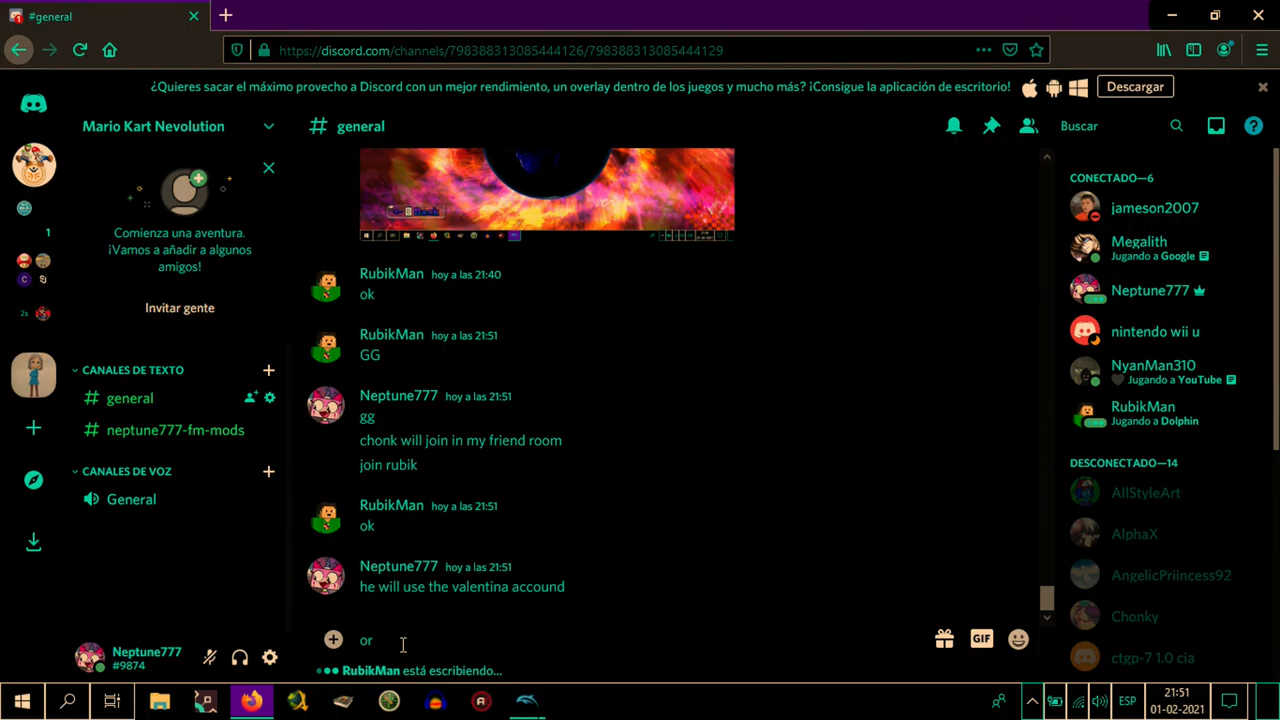 #general
https://discord.com/channels/798388313085444126/798388313085444129
¿Quieres sacar el máximo provecho a Discord con un mejor rendimiento, un overlay dentro de los juegos y mucho más? ¡Consigue la aplicación de escritorio!
Descargar
Mario Kart Nevolution
general
Buscar
Comienza una aventura.
¡Vamos a añadir a algunos
amigos!
Invitar gente
CANALES DE TEXTO
general
neptune777-fm-mods
CANALES DE VOZ
General
1
2s
RubikMan hoy a las 21:40
ok
RubikMan hoy a las 21:51
GG
Neptune777 hoy a las 21:51
gg
chonk will join in my friend room
join rubik
RubikMan hoy a las 21:51
ok
Neptune777 hoy a las 21:51
he will use the valentina accound
or
GIF
RubikMan está escribiendo...
CONECTADO—6
jameson2007
Megalith
Jugando a Google
Neptune777
nintendo wii u
NyanMan310
Jugando a YouTube
RubikMan
Jugando a Dolphin
DESCONECTADO—14
AllStyleArt
AlphaX
AngelicPriincess92
Chonky
ctgp-7 1.0 cia
Neptune777
#9874
ESP
21:51
01-02-2021